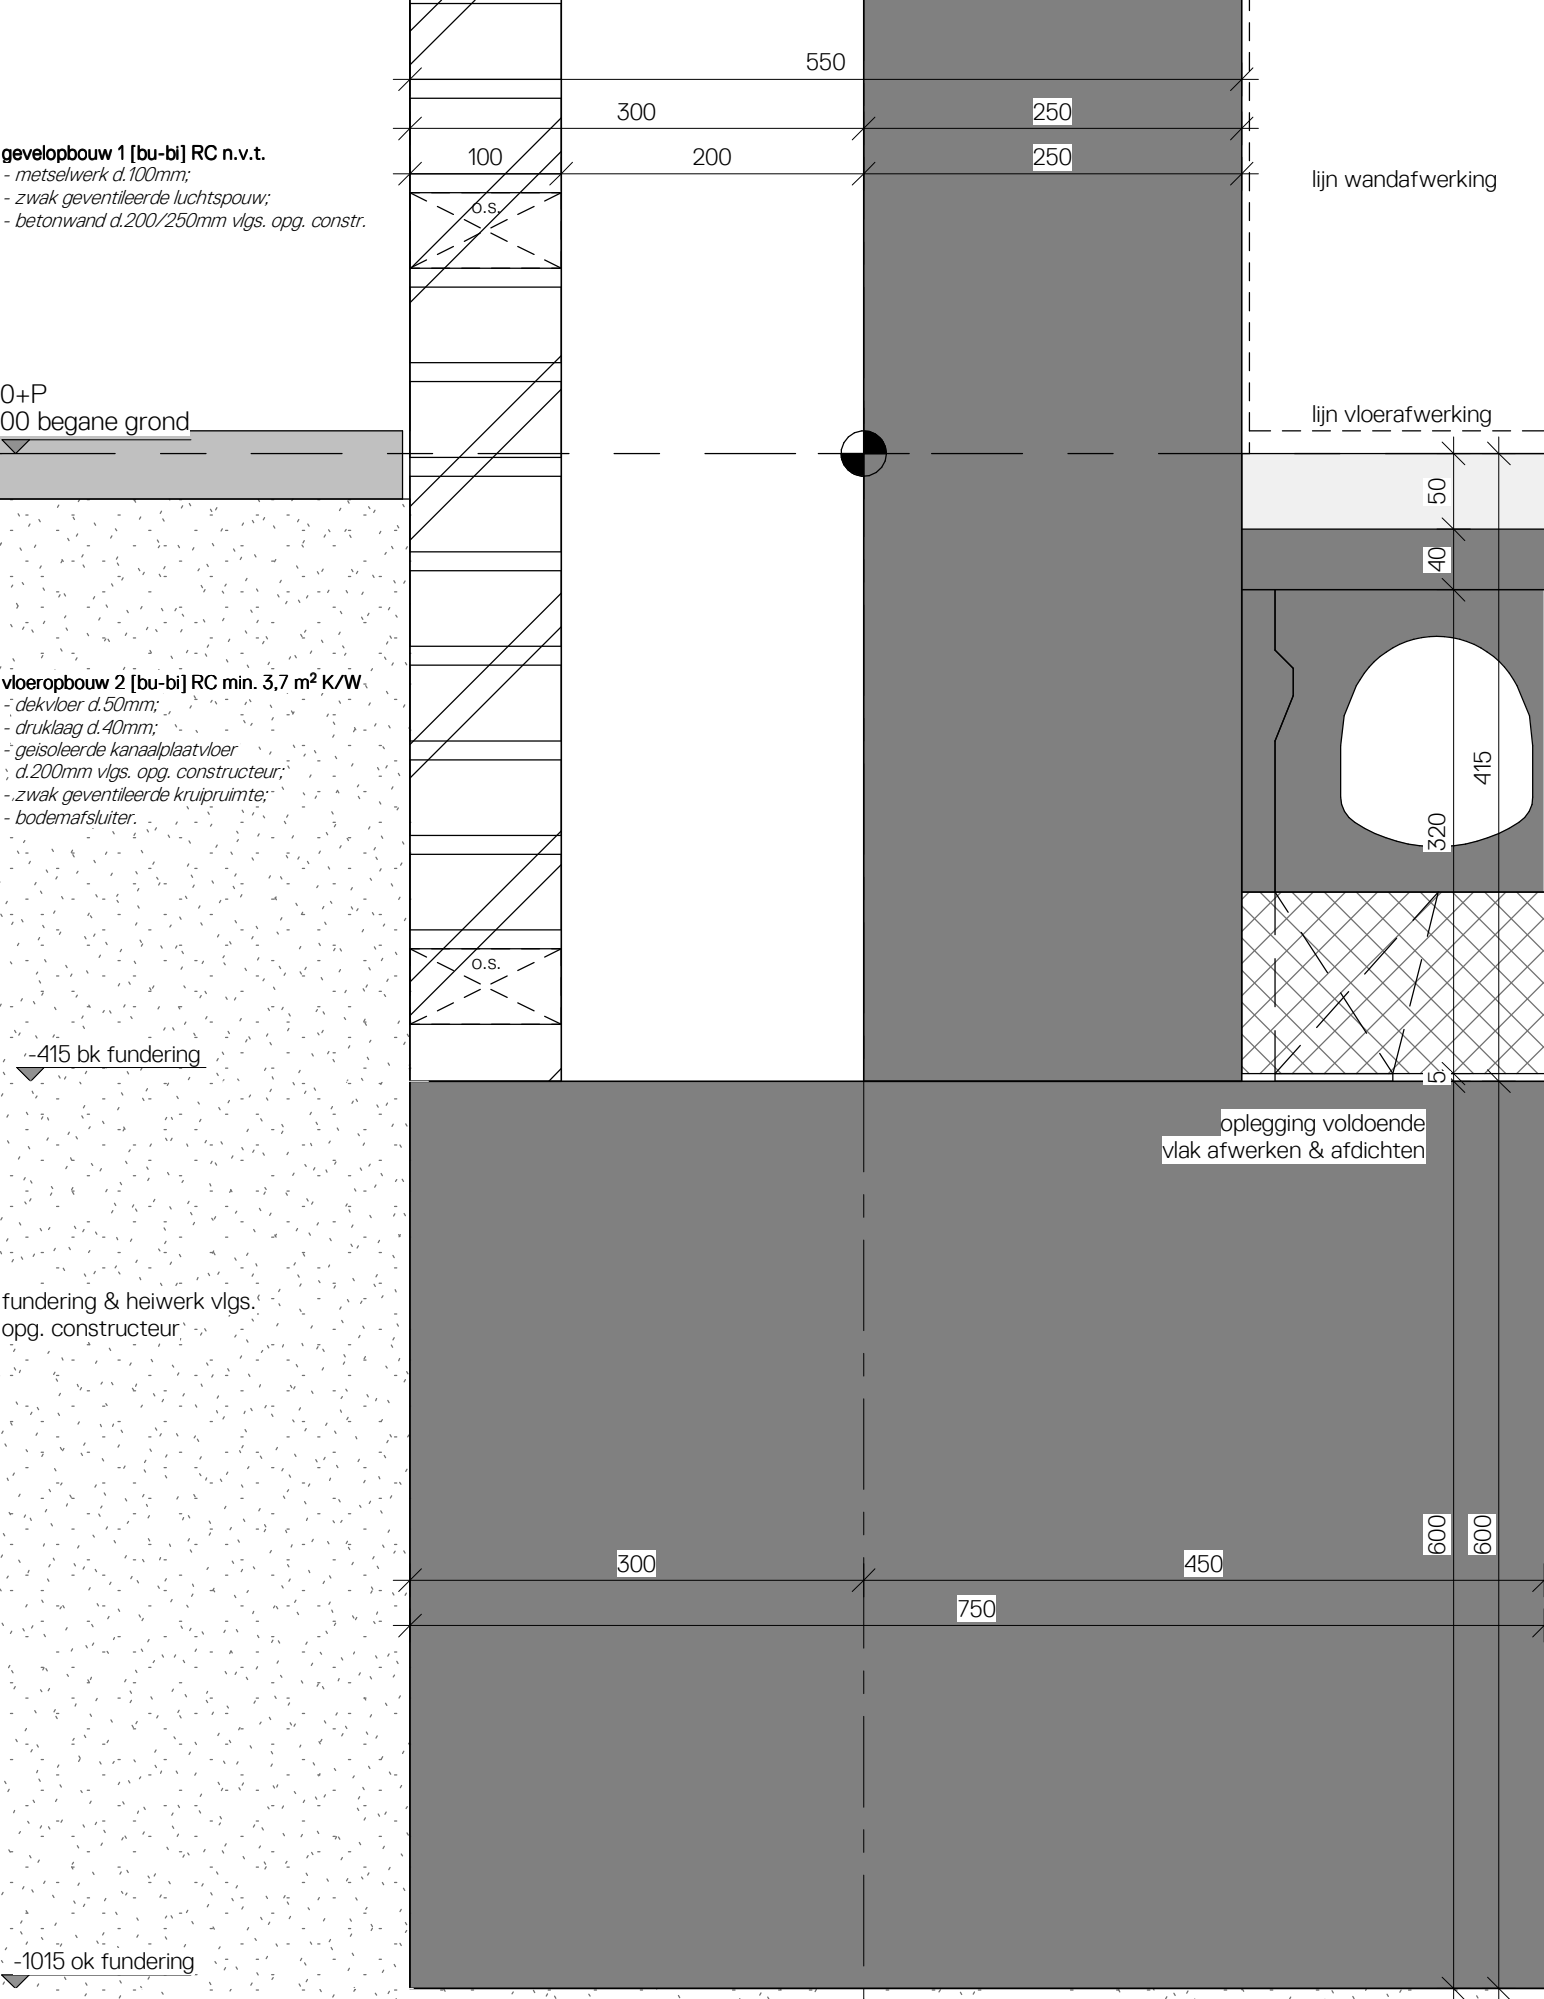 550
300
250
100
200
250
gevelopbouw 1 [bu-bi] RC n.v.t.
- metselwerk d.100mm;
- zwak geventileerde luchtspouw;
- betonwand d.200/250mm vlgs. opg. constr.
lijn wandafwerking
o.s.
0+P
00 begane grond
lijn vloerafwerking
50
40
vloeropbouw 2 [bu-bi] RC min. 3,7 m² K/W
- dekvloer d.50mm;
- druklaag d.40mm;
- geisoleerde kanaalplaatvloer
d.200mm vlgs. opg. constructeur;
- zwak geventileerde kruipruimte;
- bodemafsluiter.
415
320
o.s.
-415 bk fundering
5
oplegging voldoende
vlak afwerken & afdichten
fundering & heiwerk vlgs.
opg. constructeur
600
600
300
450
750
-1015 ok fundering